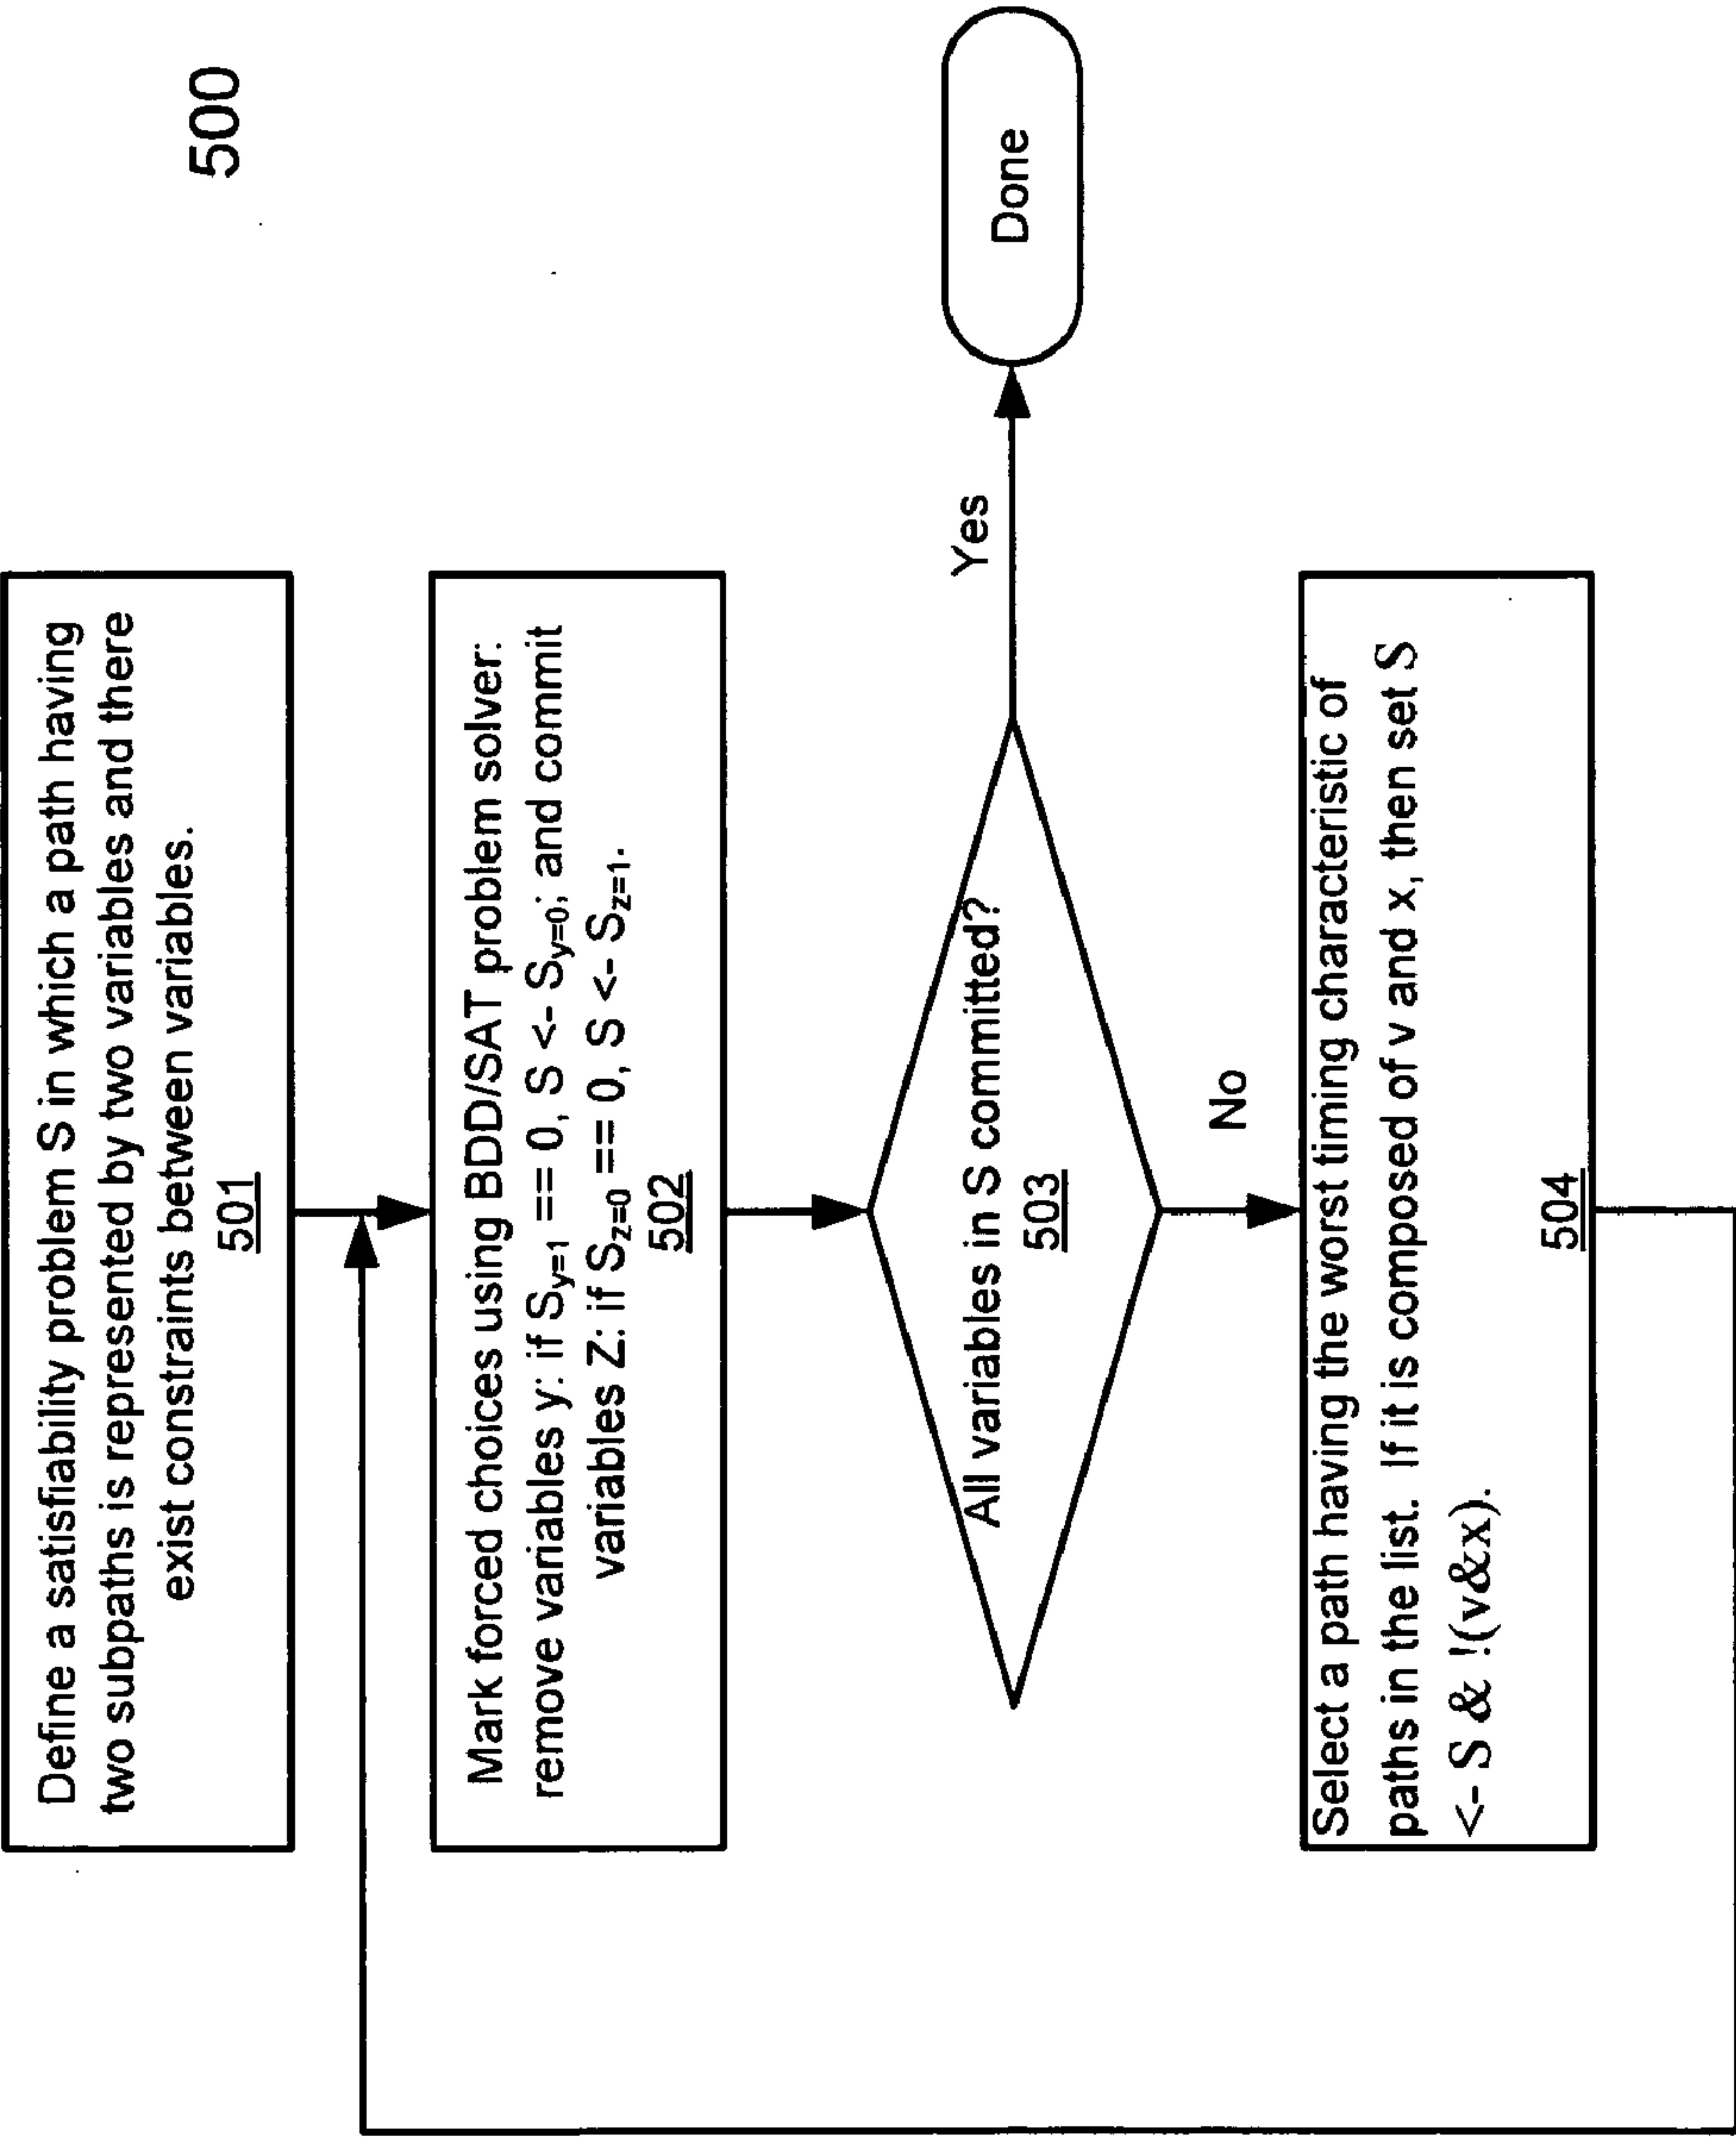 500
Define a satisfiability problem S in which a path having
two subpaths is represented by two variables and there
exist constraints between variables.
501
Mark forced choices using BDD/SAT problem solver:
remove variables y: if Sy=1 == 0, S <- Sy=0; and commit
variables Z: if Sz=0 == 0, S <- Sz=1.
502
All variables in S committed?
503
Yes
Done
No
Select a path having the worst timing characteristic of
paths in the list. If it is composed of v and x, then set S
<- S & !(v&x).
504